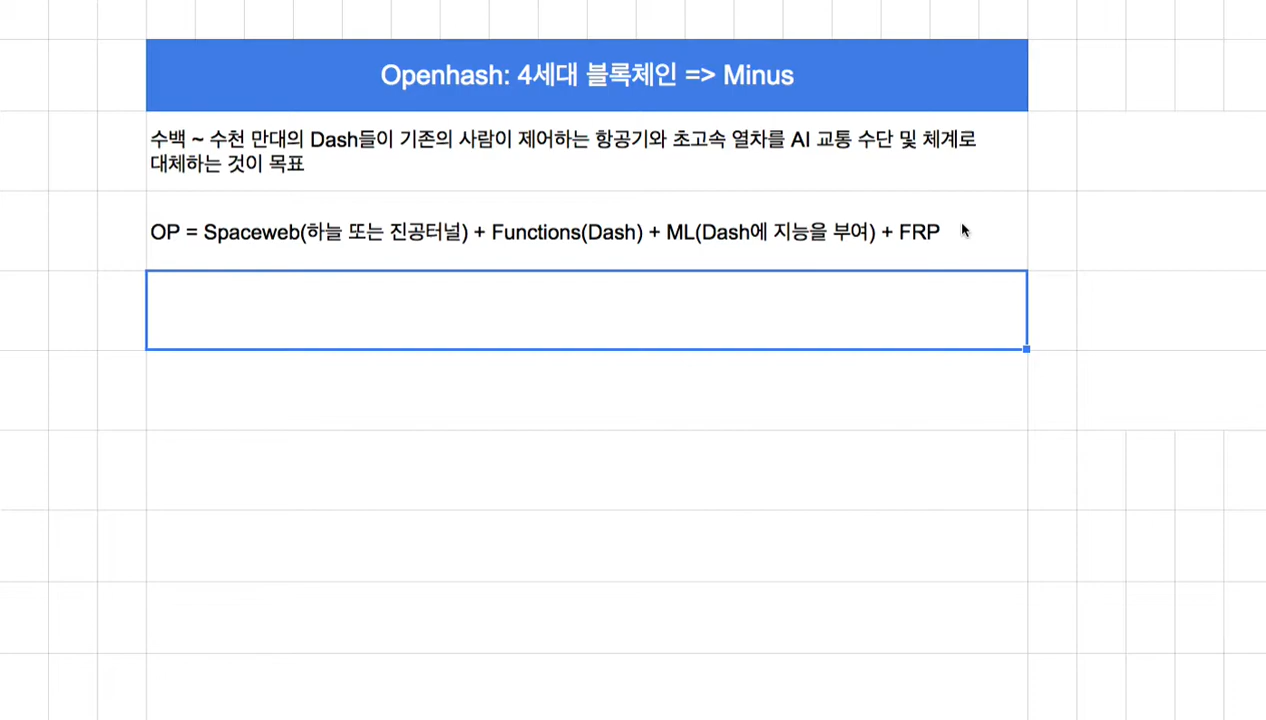 Openhash: 4세대 블록체인 => Minus
수백 ~ 수천 만대의 Dash들이 기존의 사람이 제어하는 항공기와 초고속 열차를 AI 교통 수단 및 체계로
대체하는 것이 목표
OP = Spaceweb(하늘 또는 진공터널) + Functions(Dash) + ML(Dash에 지능을 부여) + FRP